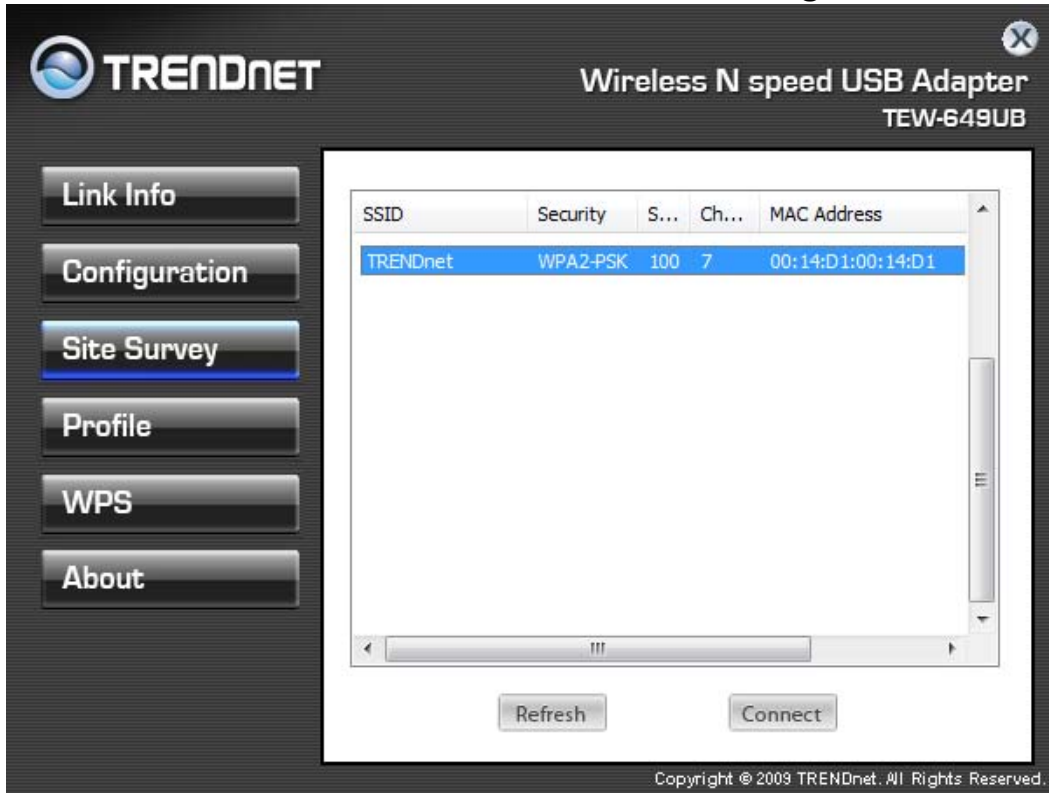 TRENDNET
Wireless N speed USB Adapter
TEW-649UB
Link Info
Configuration
Site Survey
Profile
WPS
About
SSID Security S... Ch... MAC Address
TRENDnet WPA2-PSK 100 7 00:14:D1:00:14:D1
Refresh Connect
Copyright © 2009 TRENDnet. All Rights Reserved.